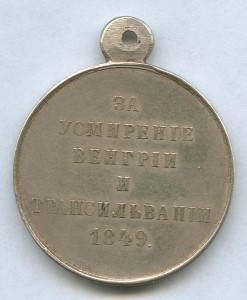 ЗА
УСМИРЕНІЕ
ВЕНГРІИ
И
ТРАНСИЛЬВАНІИ
1849.